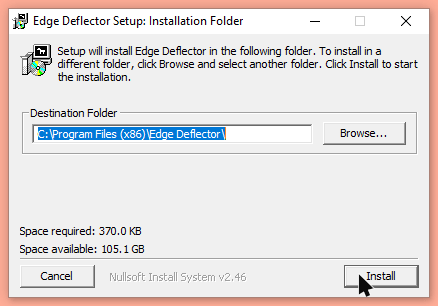 Edge Deflector Setup: Installation Folder
Setup will install Edge Deflector in the following folder. To install in a
different folder, click Browse and select another folder. Click Install to start
the installation.
Destination Folder
C:\Program Files (x86)\Edge Deflector\
Browse...
Space required: 370.0 KB
Space available: 105.1 GB
Cancel
Nullsoft Install System v2.46
Install